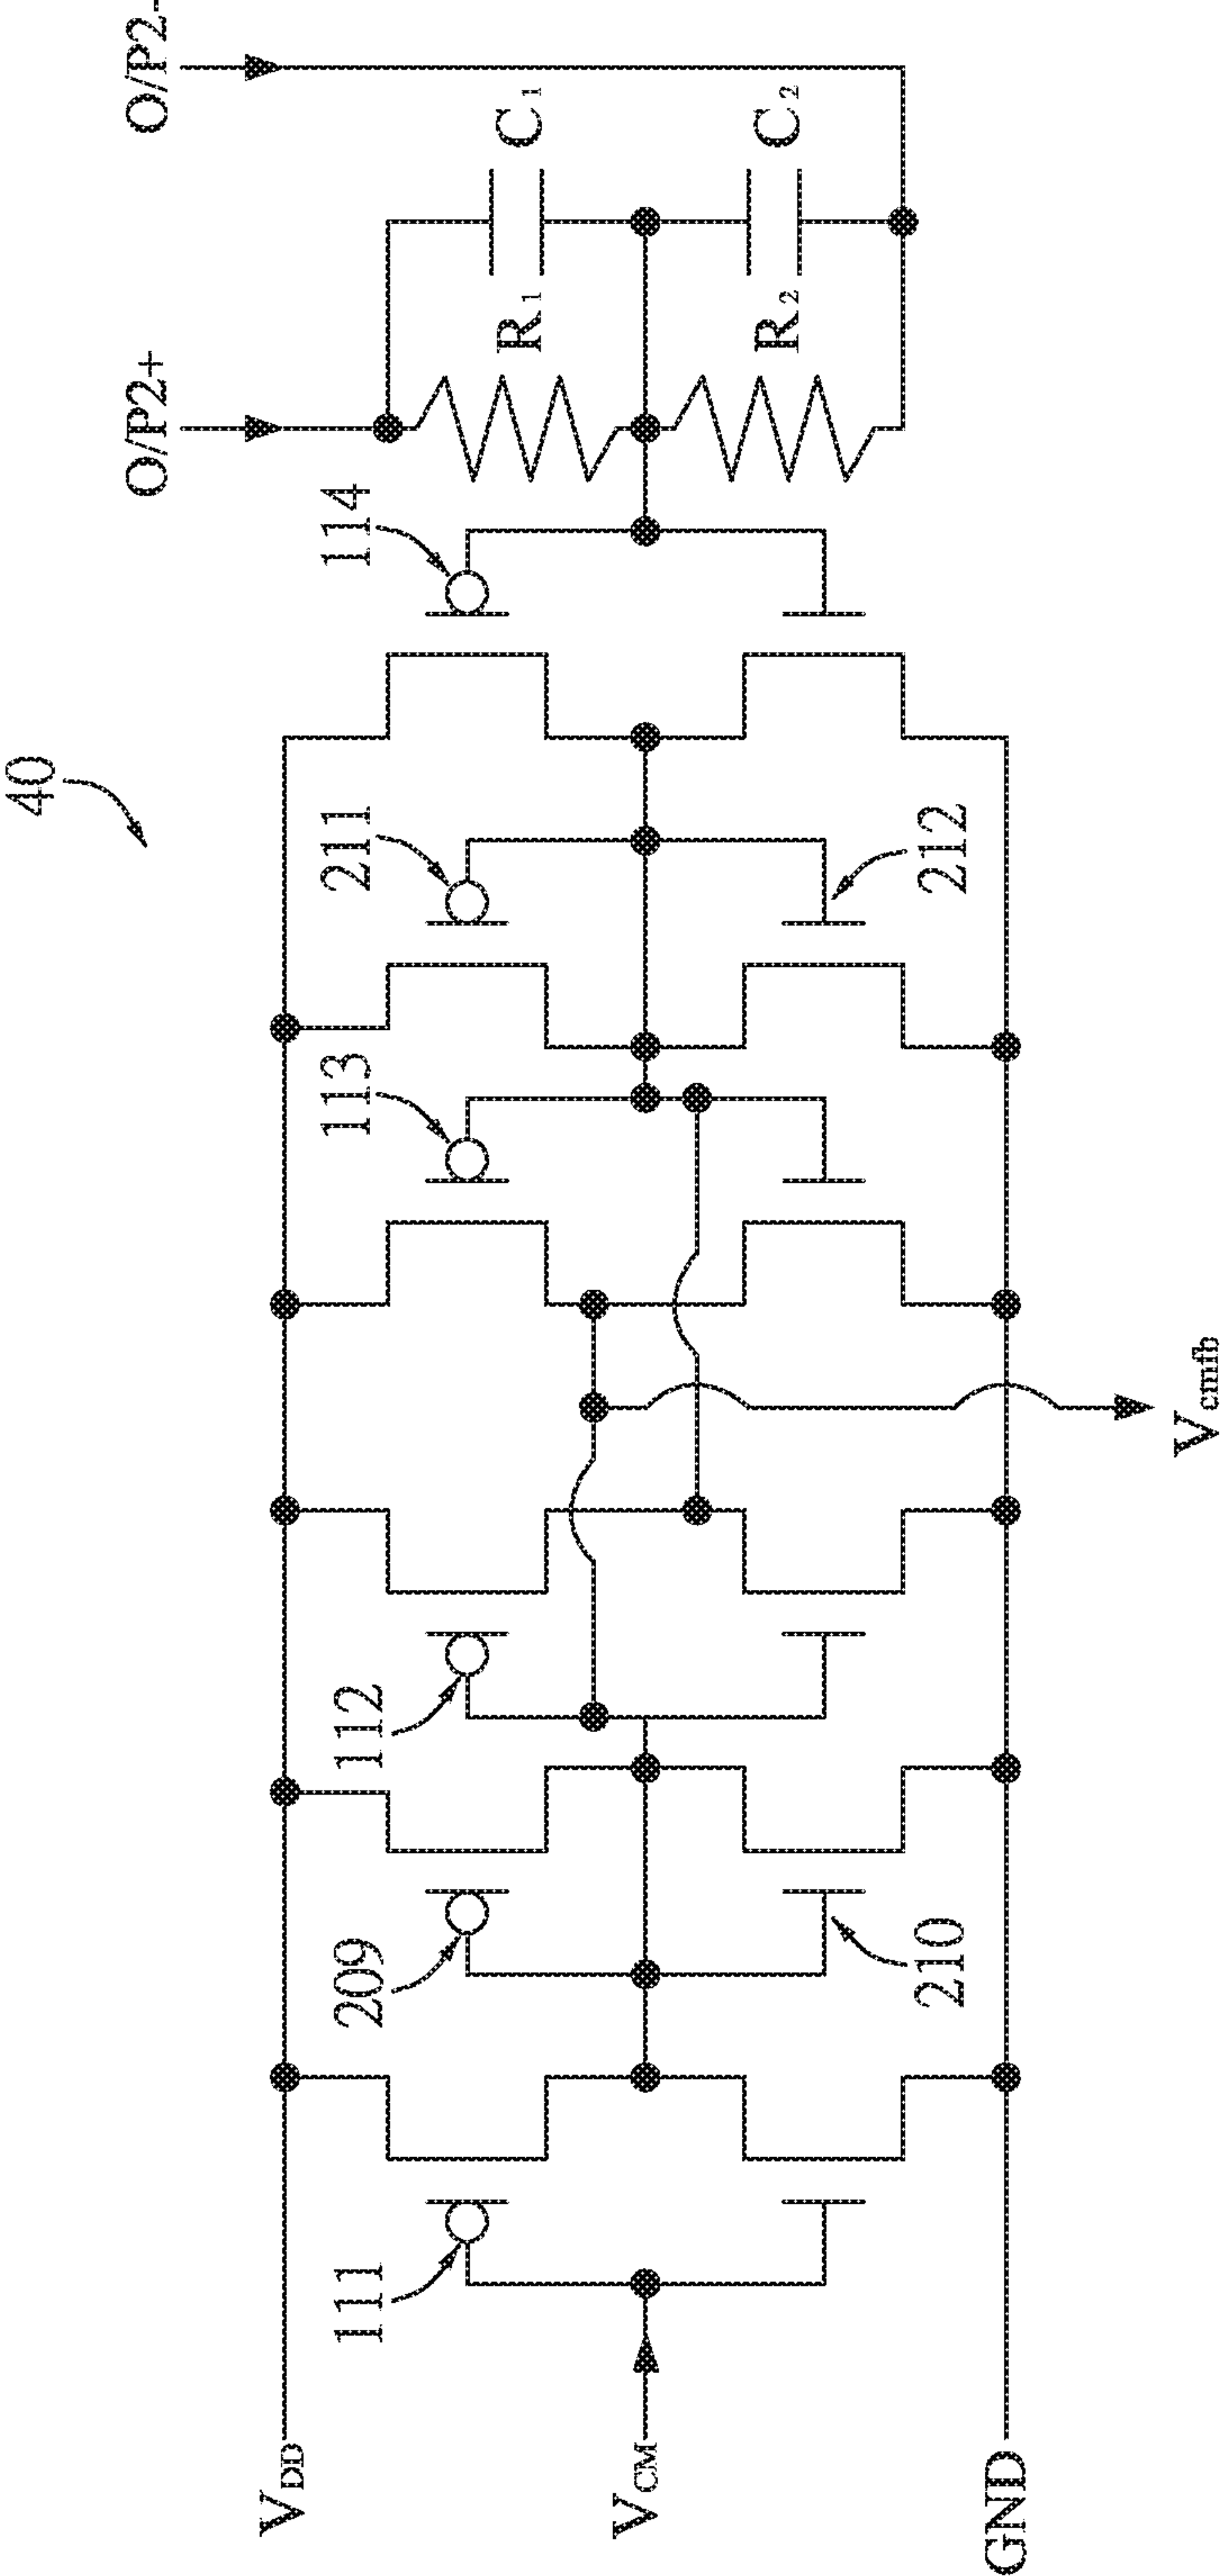 40
O/P2+
O/P2-
111
209
112
113
211
114
R1
C1
R2
C2
210
212
VDD
VCM
GND
Vcmfb